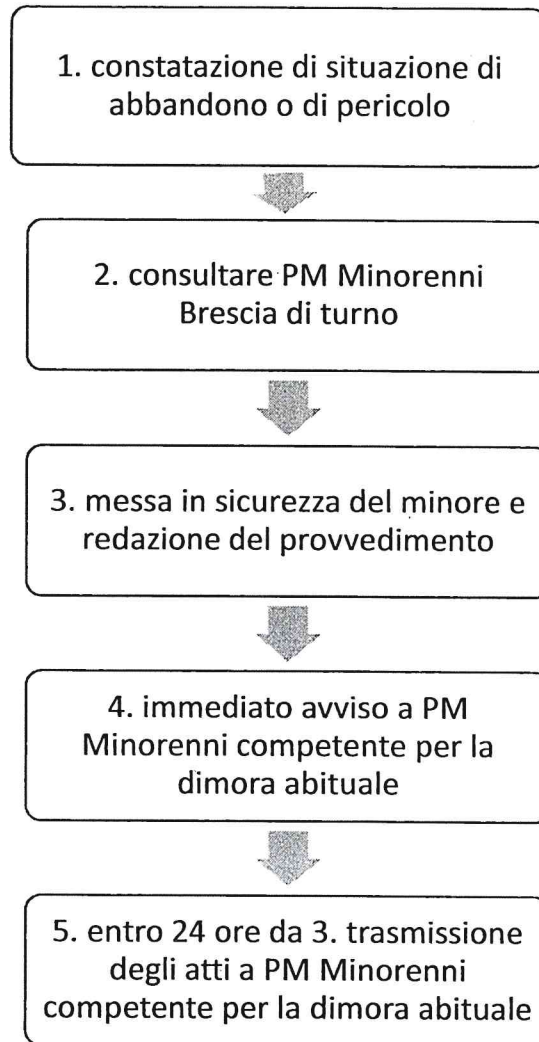 1. constatazione di situazione di
abbandono o di pericolo
2. consultare PM Minorenni
Brescia di turno
3. messa in sicurezza del minore e
redazione del provvedimento
4. immediato avviso a PM
Minorenni competente per la
dimora abituale
5. entro 24 ore da 3. trasmissione
degli atti a PM Minorenni
competente per la dimora abituale